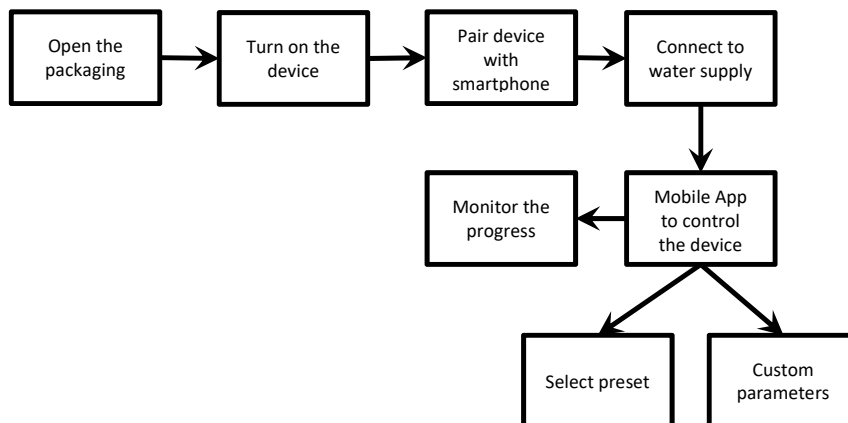 Open the
packaging
Turn on the
device
Pair device
with
smartphone
Connect to
water supply
Monitor the
progress
Mobile App
to control
the device
Select preset
Custom
parameters